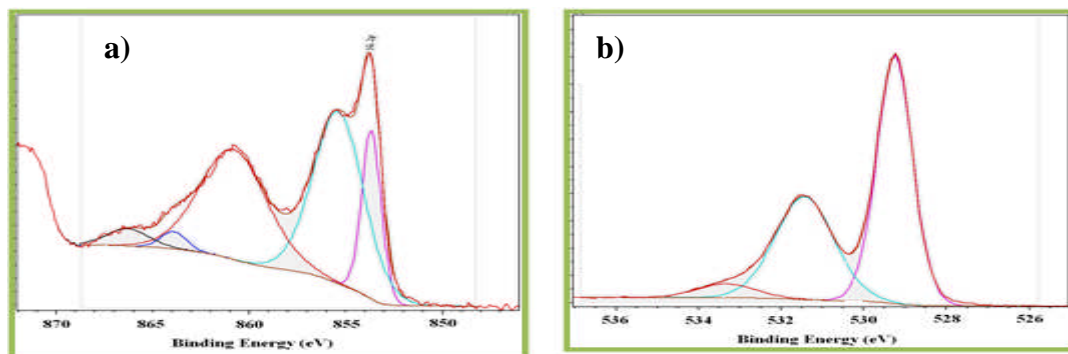 a)
b)
870 865 860 855 850
536 534 532 530 528 526
Binding Energy (eV)
Binding Energy (eV)